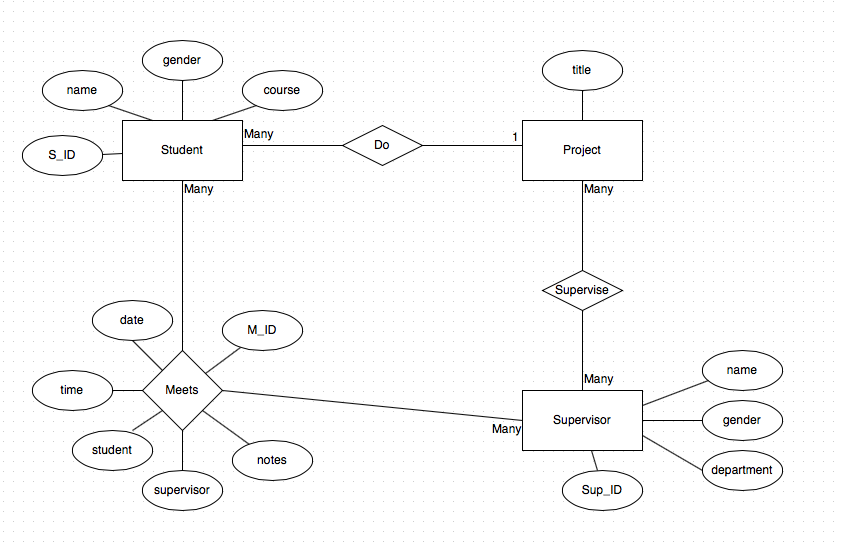 gender
title
name
course
Many
1
Do
Student
Project
S_ID
Many
Many
Supervise
date
M_ID
name
Many
time
Meets
Supervisor
gender
Many
student
notes
department
supervisor
Sup_ID